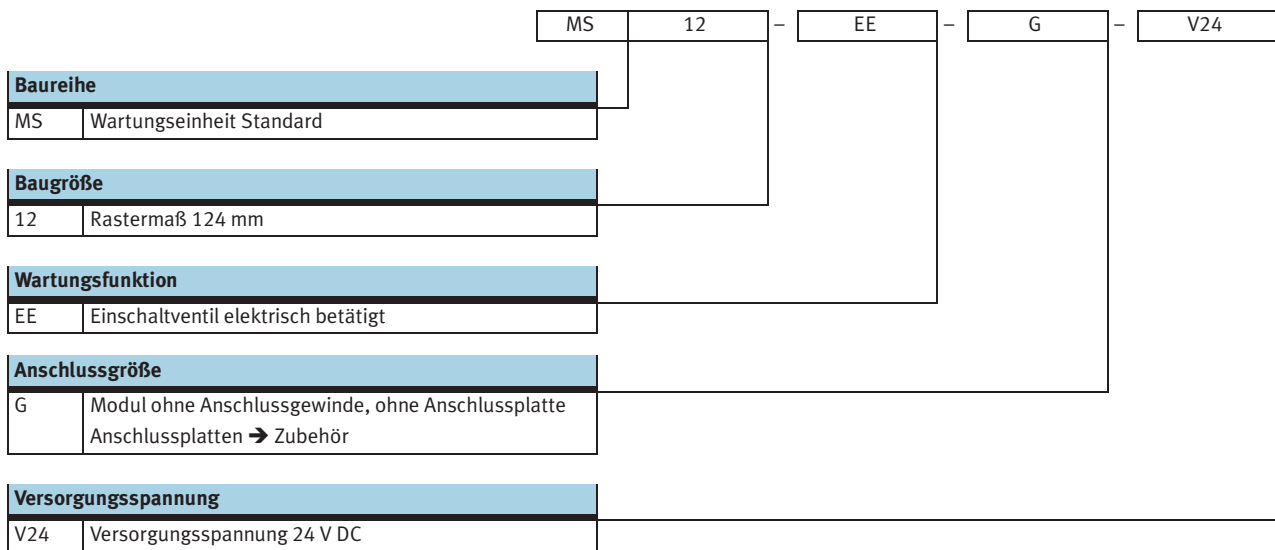 MS 12 – EE – G – V24
Baureihe
MS Wartungseinheit Standard
Baugröße
12 Rastermaß 124 mm
Wartungsfunktion
EE Einschaltventil elektrisch betätigt
Anschlussgröße
G Modul ohne Anschlussgewinde, ohne Anschlussplatte
Anschlussplatten ➔ Zubehör
Versorgungsspannung
V24 Versorgungsspannung 24 V DC